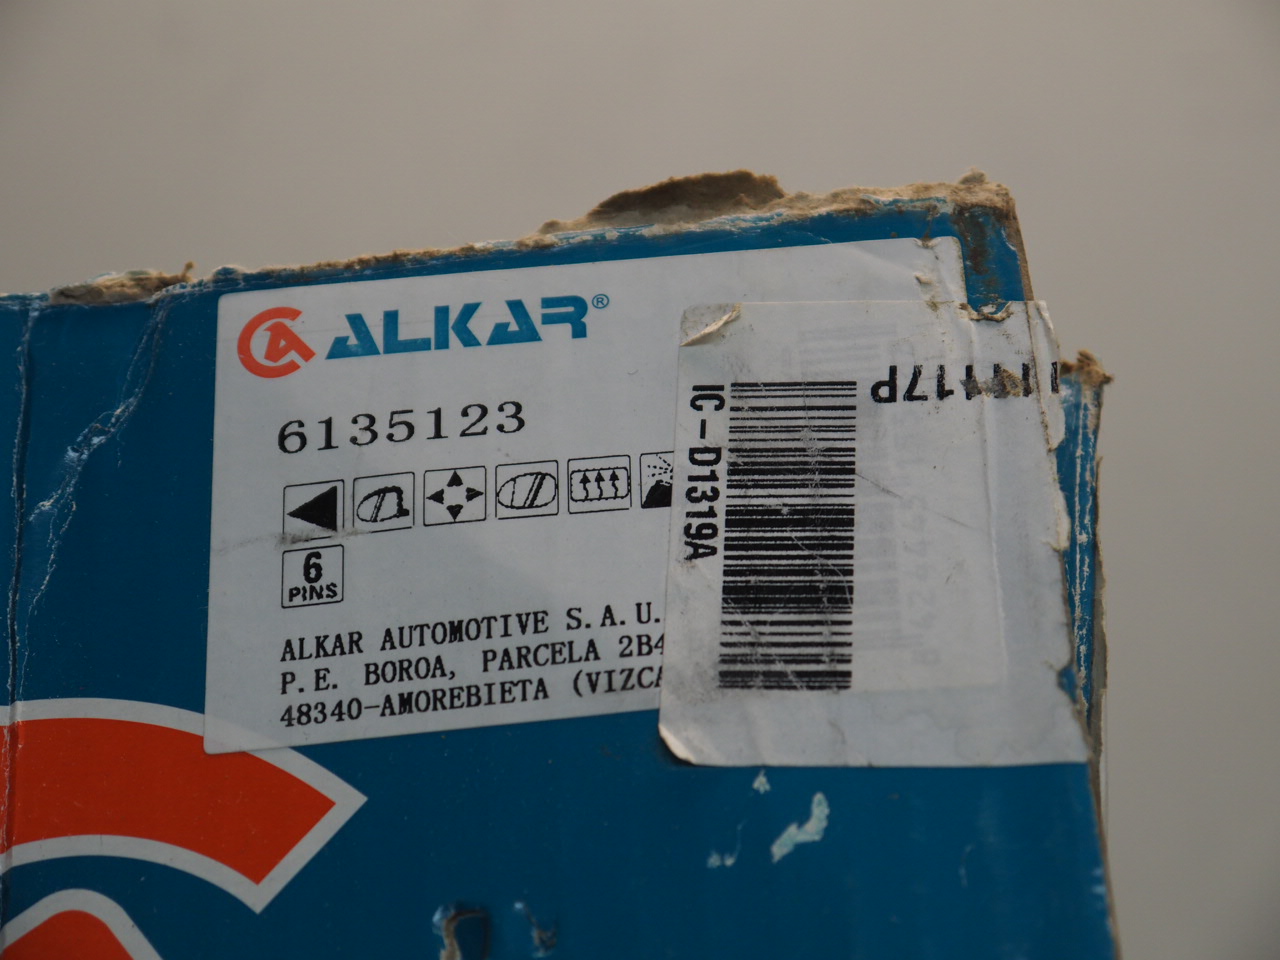 ALKAR®
6135123
6
PINS
ALKAR AUTOMOTIVE S.A.U.
P.E. BOROA, PARCELA 2B4
48340-AMOREBIETA (VIZCA
IC-D1319A